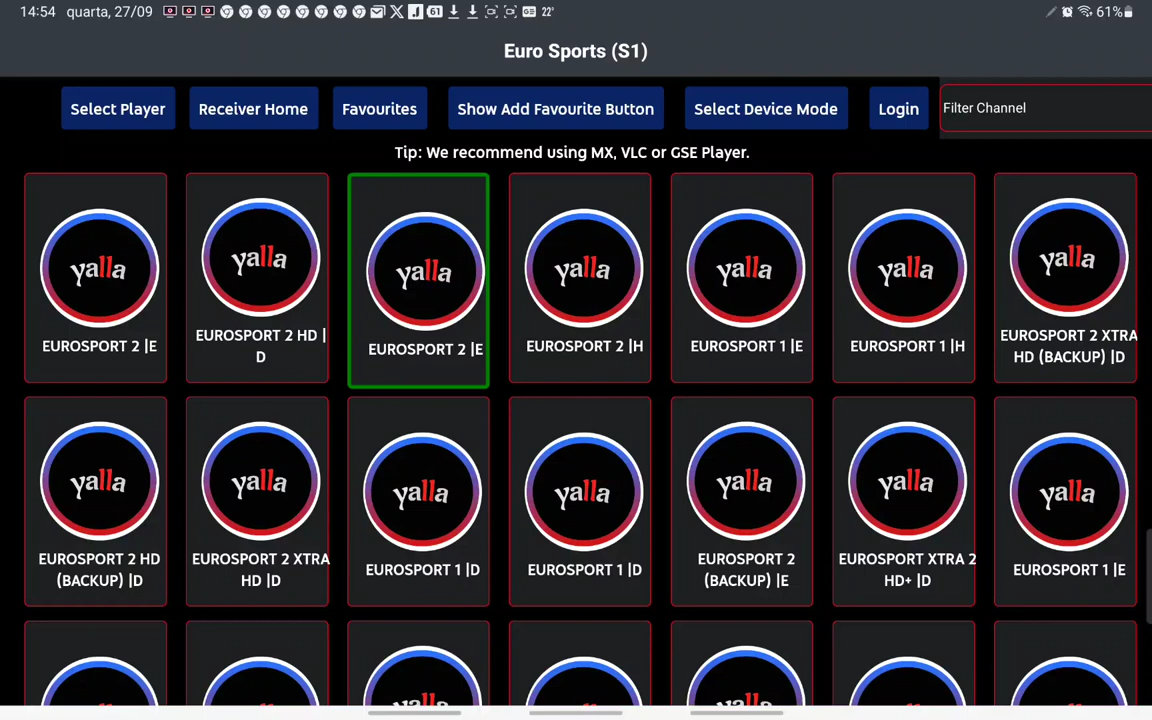 14:54 quarta, 27/09 61 GE 22° 61%
Euro Sports (S1)
Select Player Receiver Home Favourites Show Add Favourite Button Select Device Mode Login Filter Channel
Tip: We recommend using MX, VLC or GSE Player.
yalla yalla yalla yalla yalla yalla yalla
EUROSPORT 2 |E
EUROSPORT 2 HD |
D
EUROSPORT 2 |E
EUROSPORT 2 |H
EUROSPORT 1 |E
EUROSPORT 1 |H
EUROSPORT 2 XTRA
HD (BACKUP) |D
yalla yalla yalla yalla yalla yalla yalla
EUROSPORT 2 HD
(BACKUP) |D
EUROSPORT 2 XTRA
HD |D
EUROSPORT 1 |D
EUROSPORT 1 |D
EUROSPORT 2
(BACKUP) |E
EUROSPORT XTRA 2
HD+ |D
EUROSPORT 1 |E